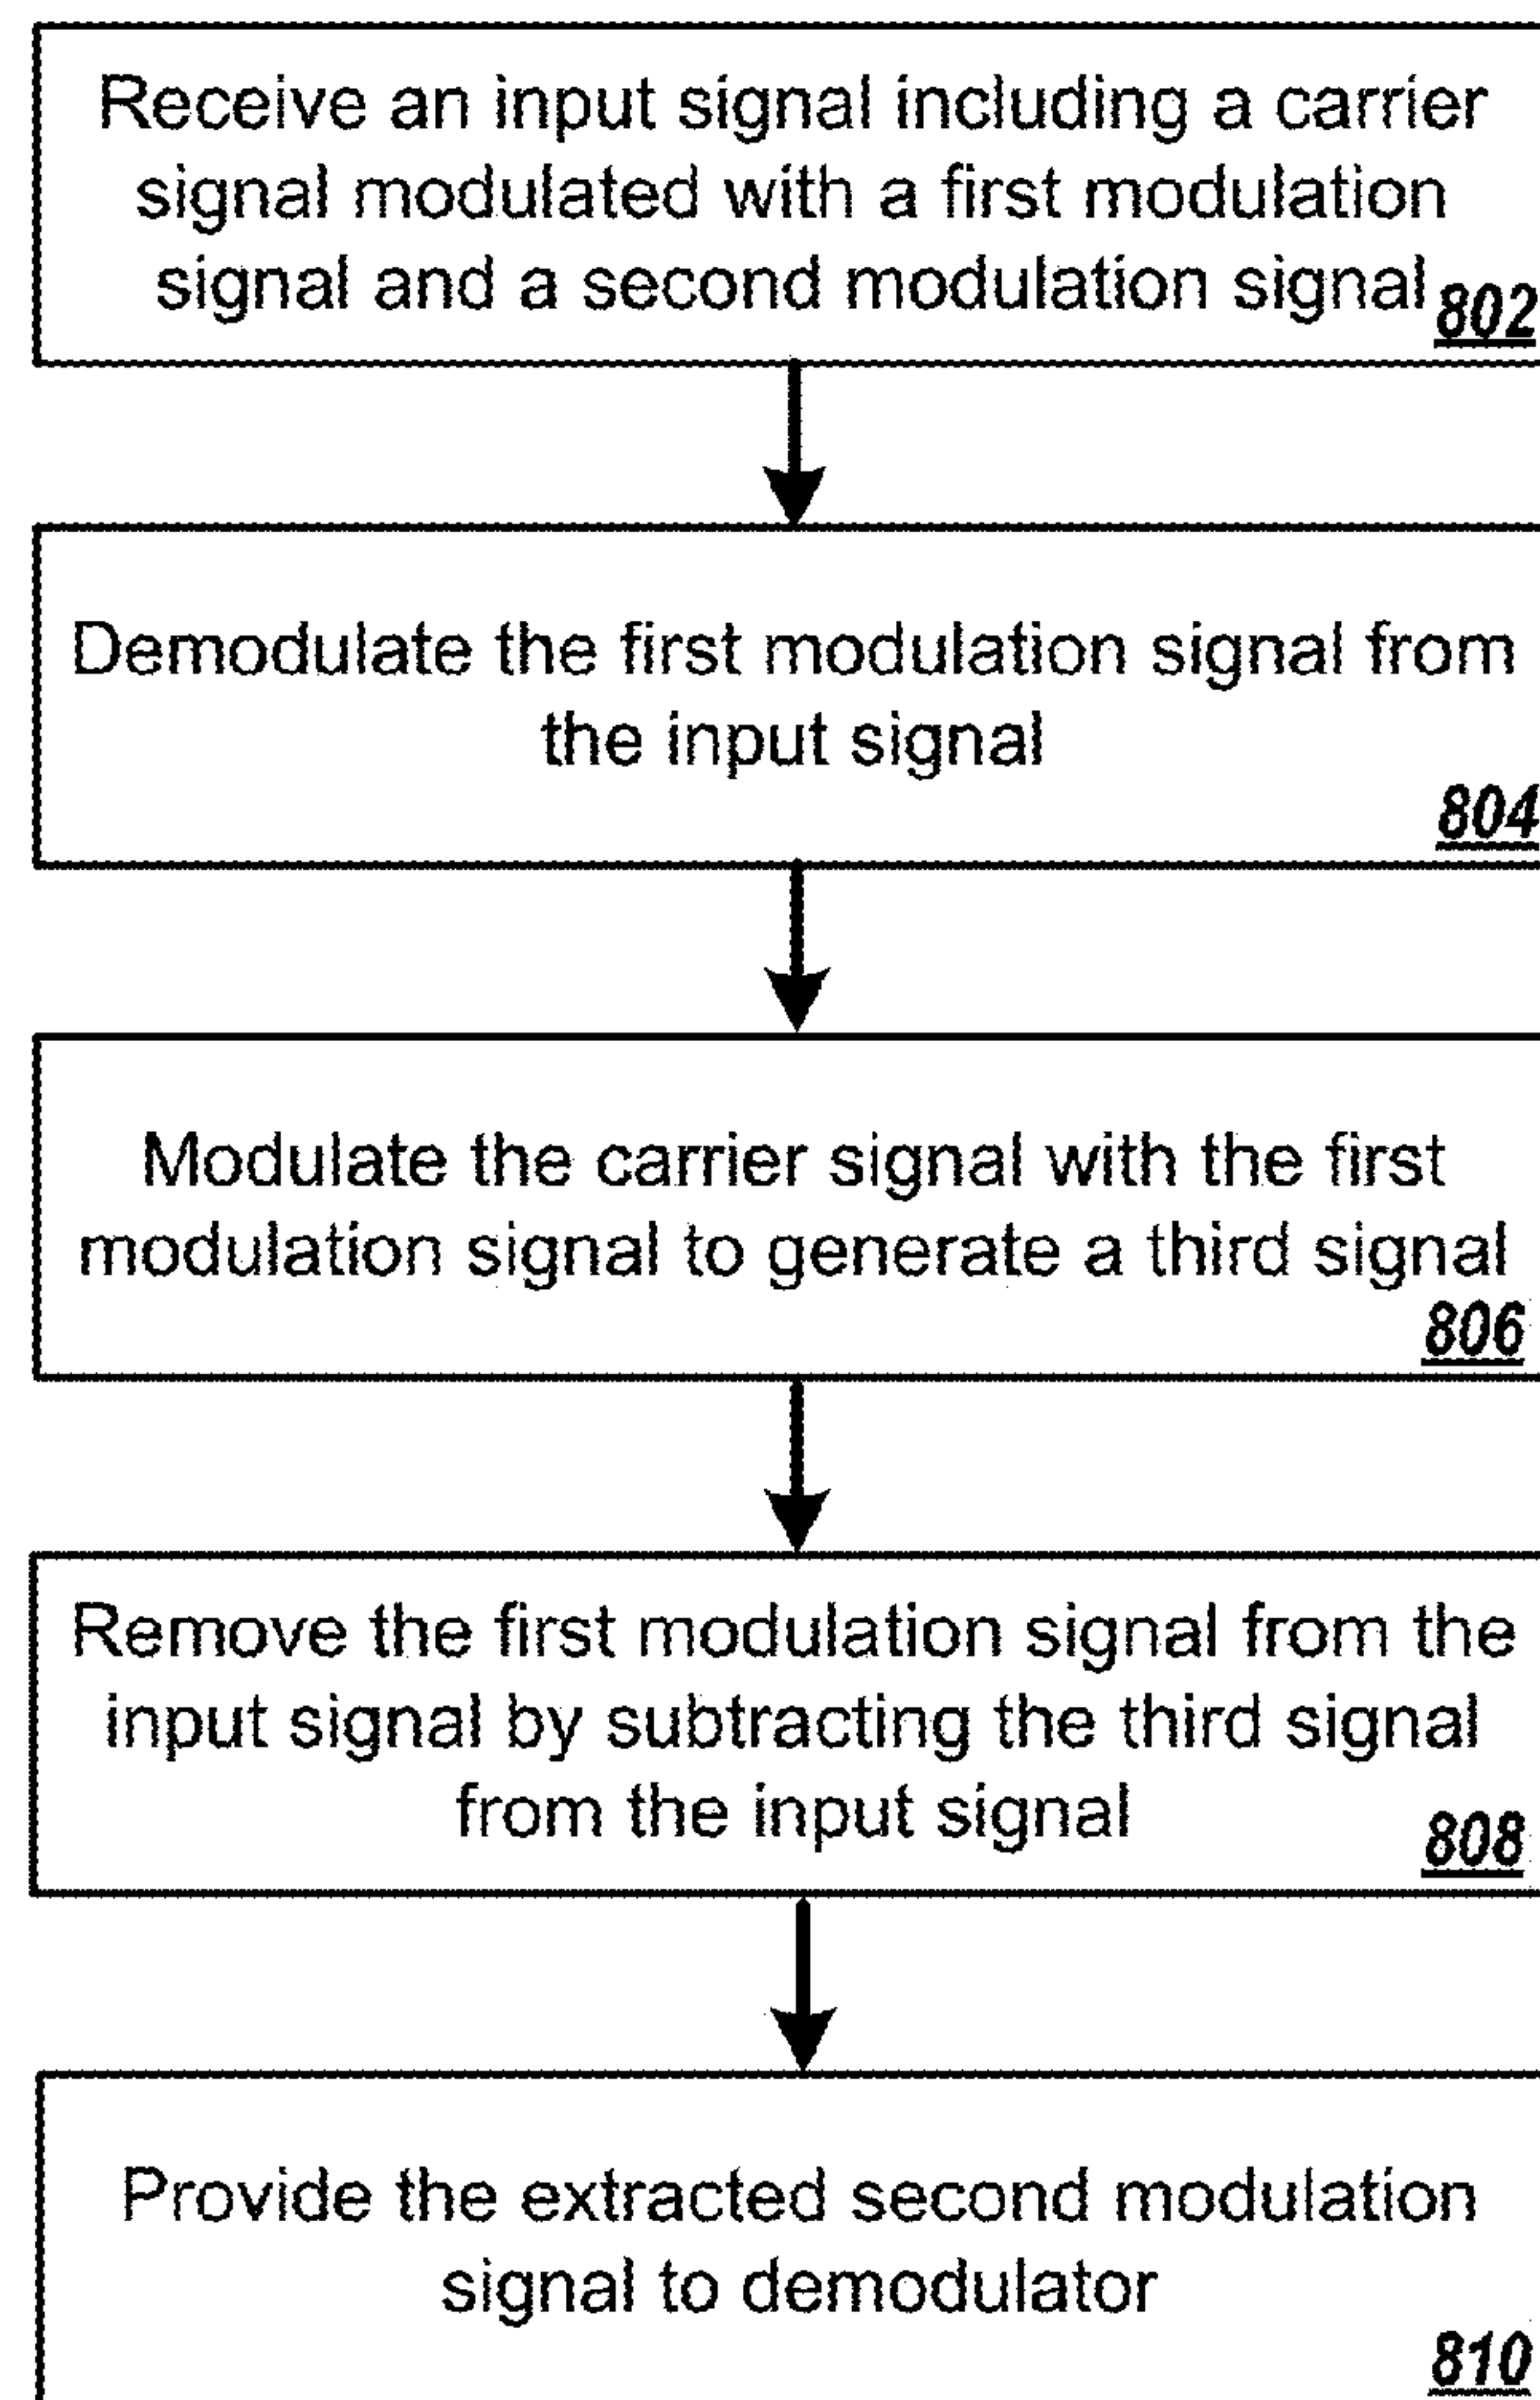 Receive an input signal including a carrier
signal modulated with a first modulation
signal and a second modulation signal
802
Demodulate the first modulation signal from
the input signal
804
Modulate the carrier signal with the first
modulation signal to generate a third signal
806
Remove the first modulation signal from the
input signal by subtracting the third signal
from the input signal
808
Provide the extracted second modulation
signal to demodulator
810